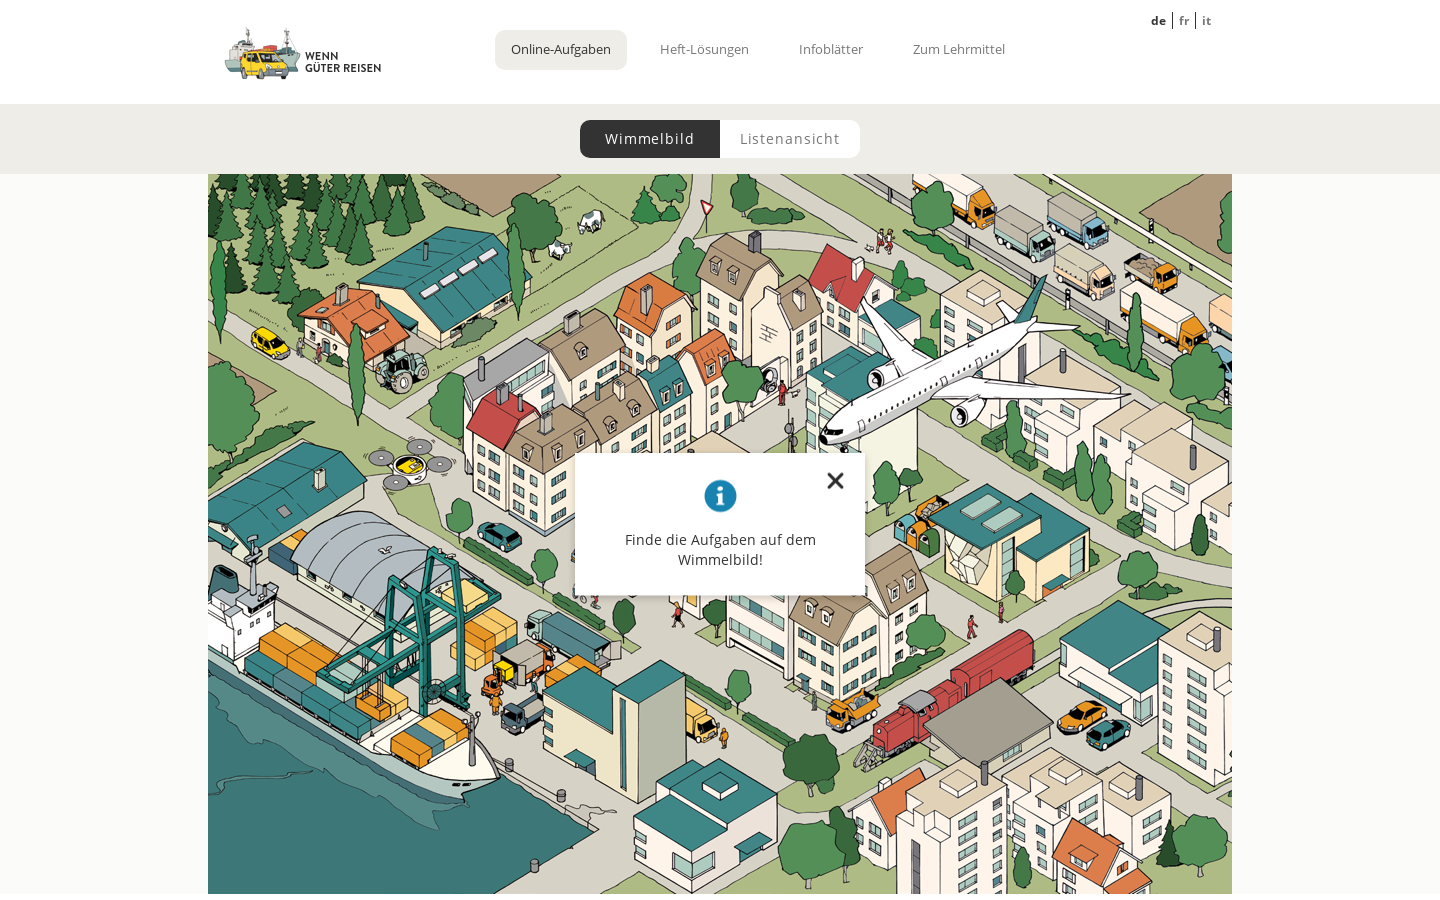 de fr it
WENN
GÜTER REISEN
Online-Aufgaben Heft-Lösungen Infoblätter Zum Lehrmittel
Wimmelbild Listenansicht
Finde die Aufgaben auf dem
Wimmelbild!